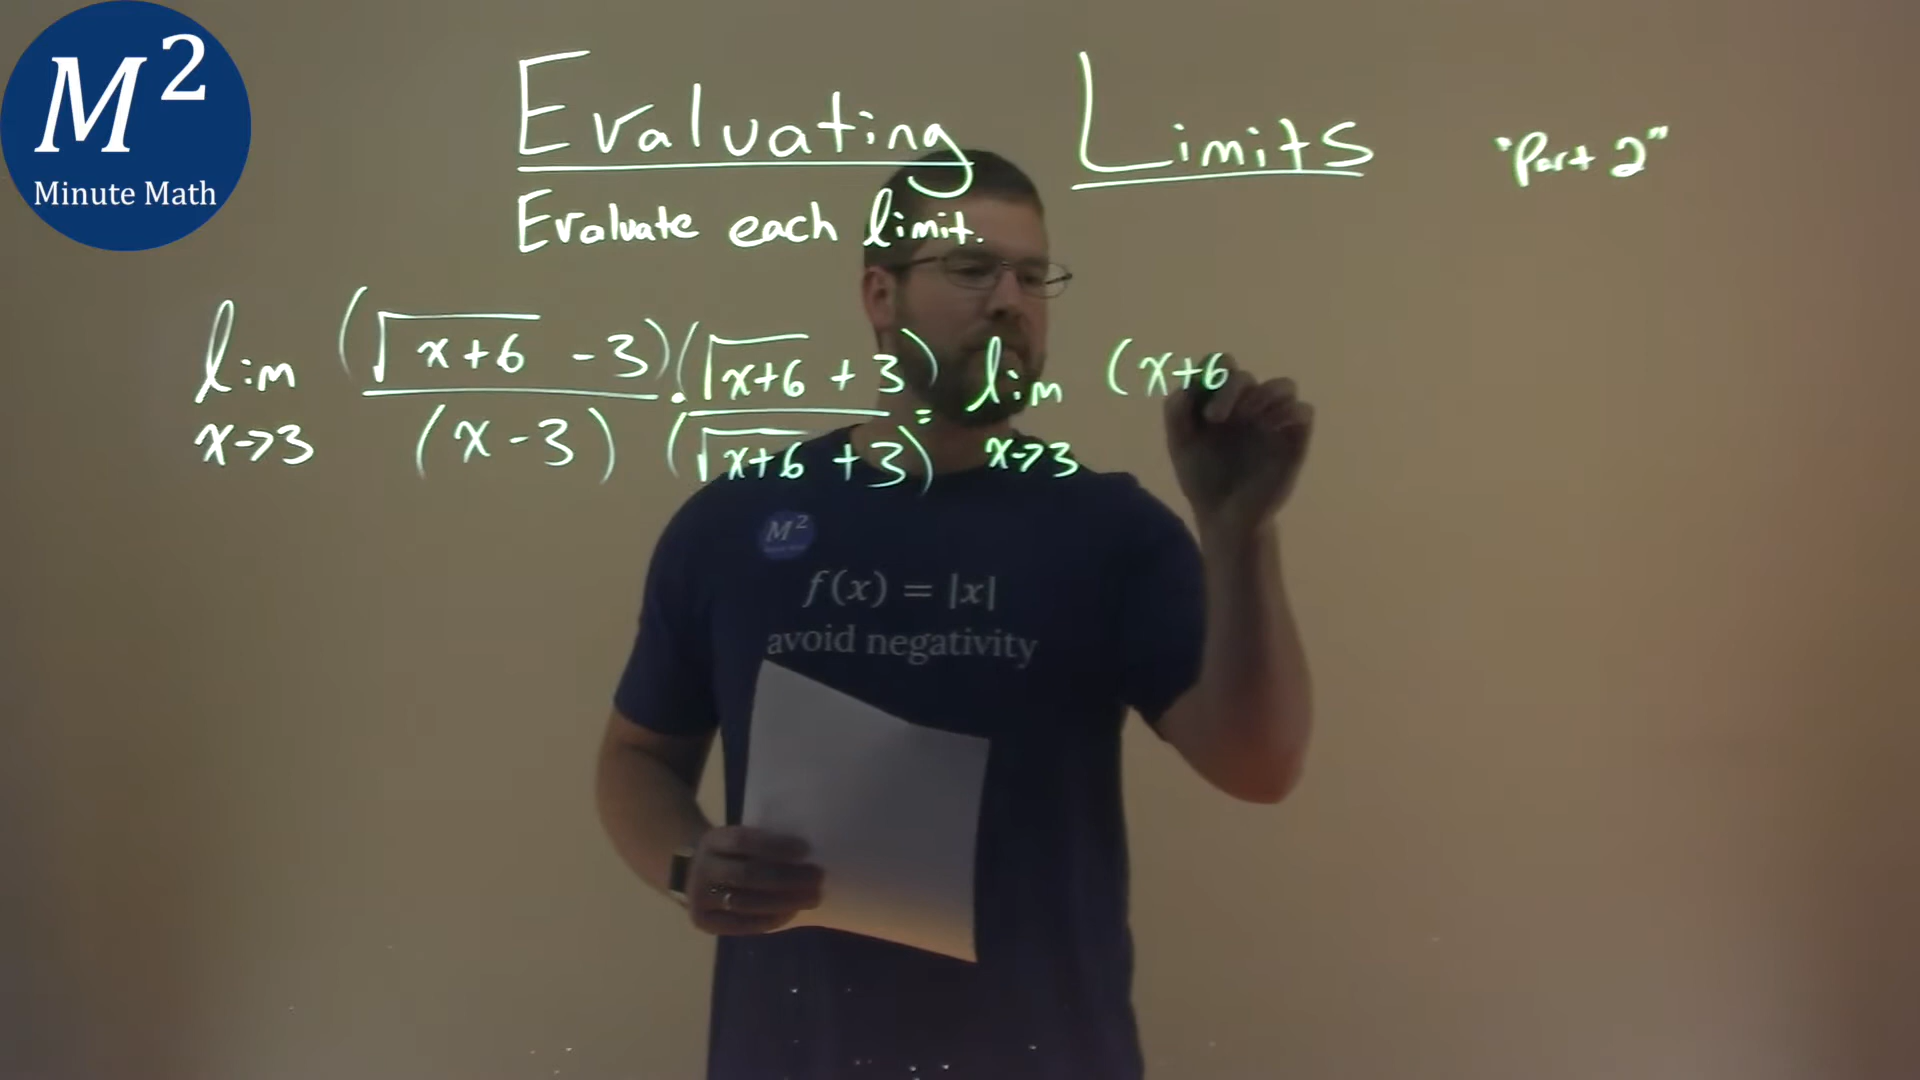 M²
Minute Math
Evaluating Limits "Part 2"
Evaluate each limit.
lim (√x+6 -3) (√x+6 +3) = lim (x+6
x→3 (x-3) · (√x+6 +3) x→3
M²
f(x) = |x|
avoid negativity